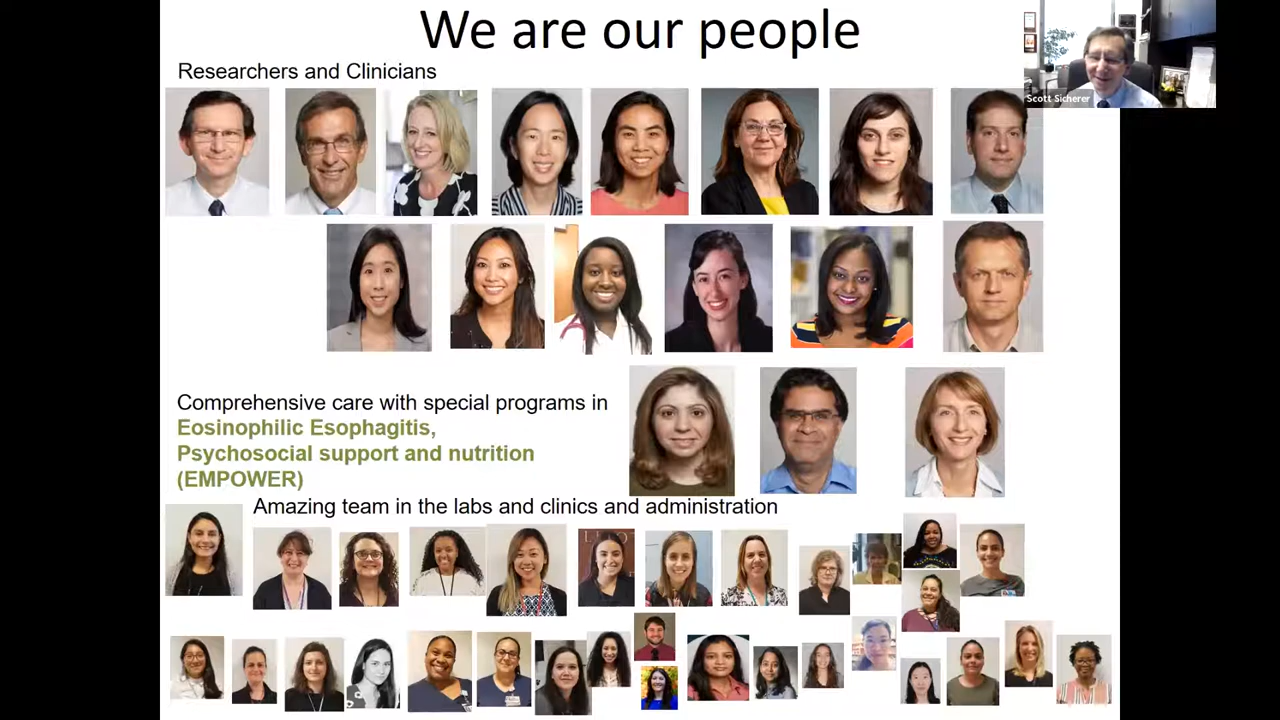 We are our people
Researchers and Clinicians
Scott Sicherer
Comprehensive care with special programs in
Eosinophilic Esophagitis,
Psychosocial support and nutrition
(EMPOWER)
Amazing team in the labs and clinics and administration